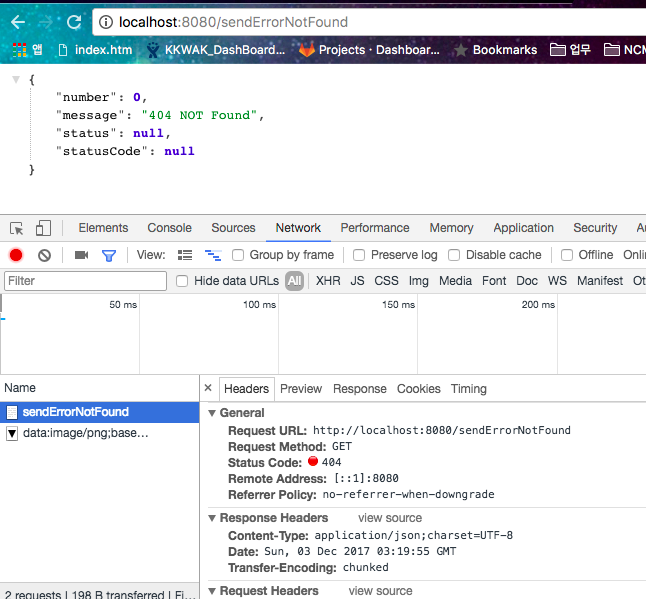 localhost:8080/sendErrorNotFound
앱 index.htm KKWAK_DashBoard... Projects · Dashboar... Bookmarks 업무 NCM
{
"number": 0,
"message": "404 NOT Found",
"status": null,
"statusCode": null
}
Elements Console Sources Network Performance Memory Application Security Au
View: Group by frame Preserve log Disable cache Offline Onlin
Filter Hide data URLs All XHR JS CSS Img Media Font Doc WS Manifest Ot
50 ms 100 ms 150 ms 200 ms
Name
× Headers Preview Response Cookies Timing
sendErrorNotFound
data:image/png;base...
General
Request URL: http://localhost:8080/sendErrorNotFound
Request Method: GET
Status Code: 404
Remote Address: [::1]:8080
Referrer Policy: no-referrer-when-downgrade
Response Headers view source
Content-Type: application/json;charset=UTF-8
Date: Sun, 03 Dec 2017 03:19:55 GMT
Transfer-Encoding: chunked
Request Headers view source
2 requests | 198 B transferred | Fi...